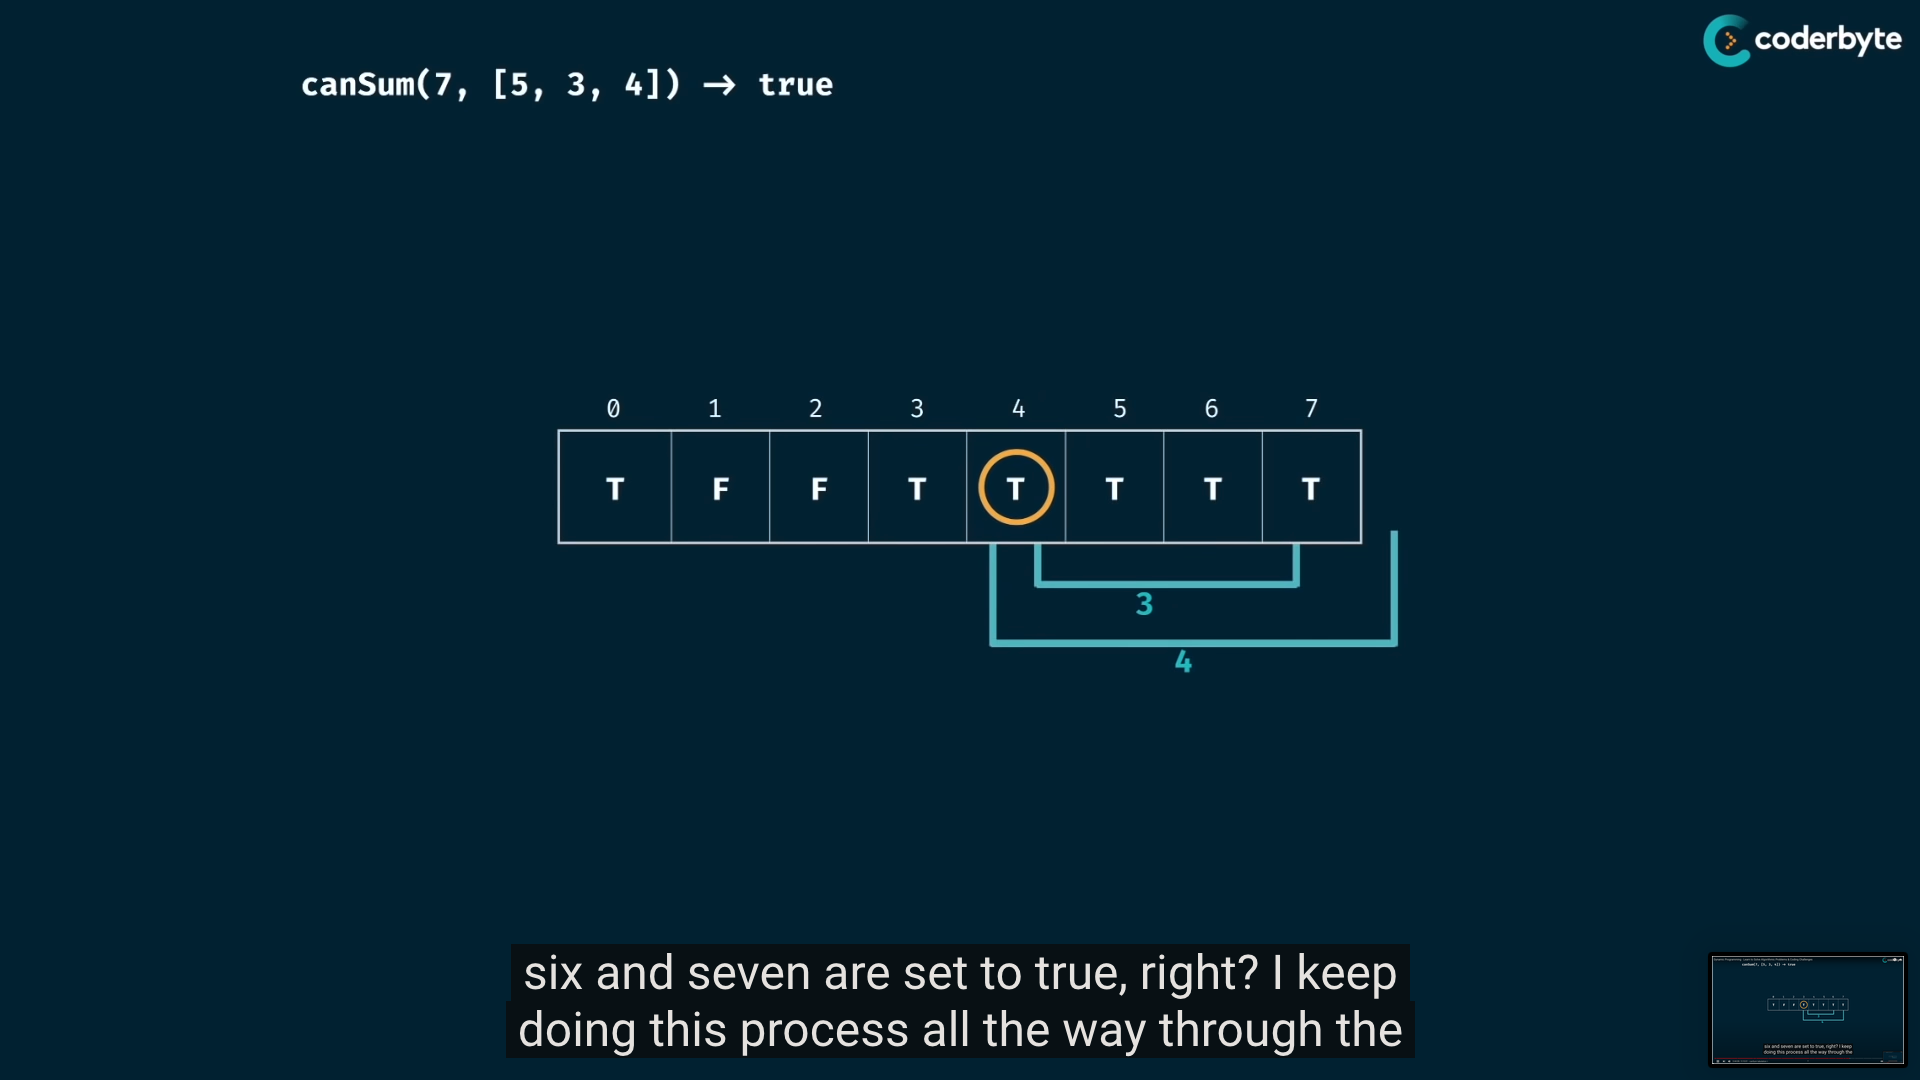 coderbyte
canSum(7, [5, 3, 4]) → true
0 1 2 3 4 5 6 7
T F F T T T T T
3
4
six and seven are set to true, right? I keep
doing this process all the way through the